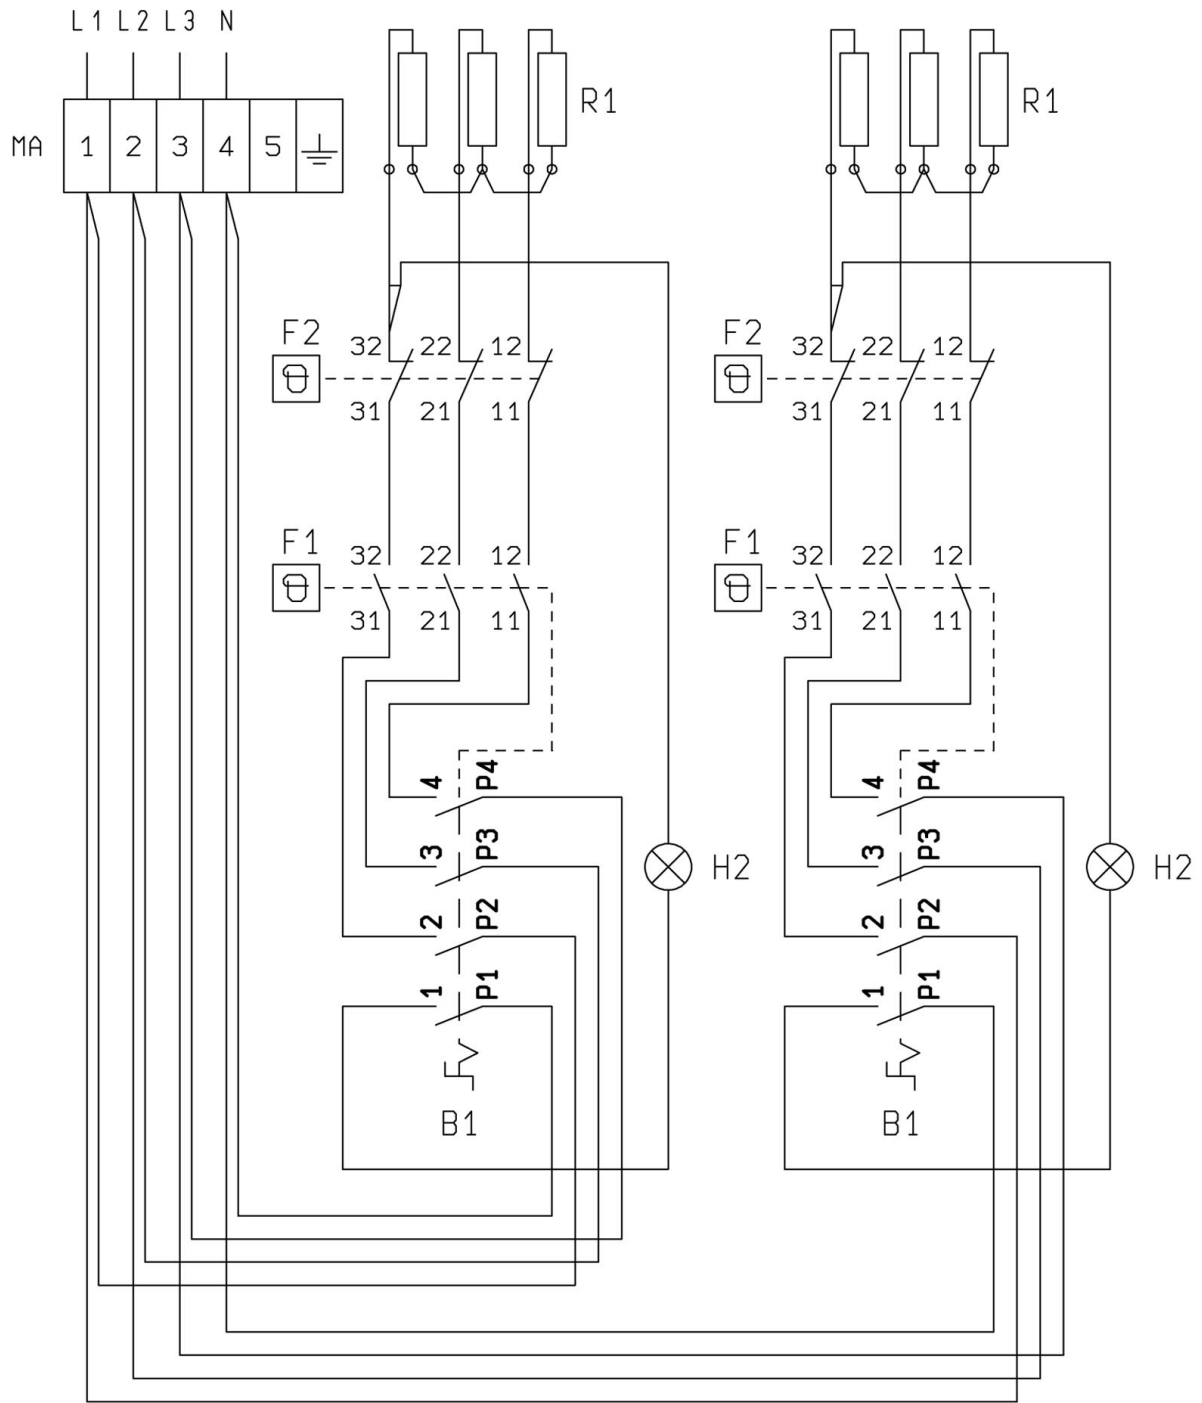 L1 L2 L3 N
R1 R1
MA 1 2 3 4 5
F2 32 22 12 F2 32 22 12
31 21 11 31 21 11
F1 32 22 12 F1 32 22 12
31 21 11 31 21 11
4 P4 4 P4
3 P3 H2 3 P3 H2
2 P2 2 P2
1 P1 1 P1
B1 B1